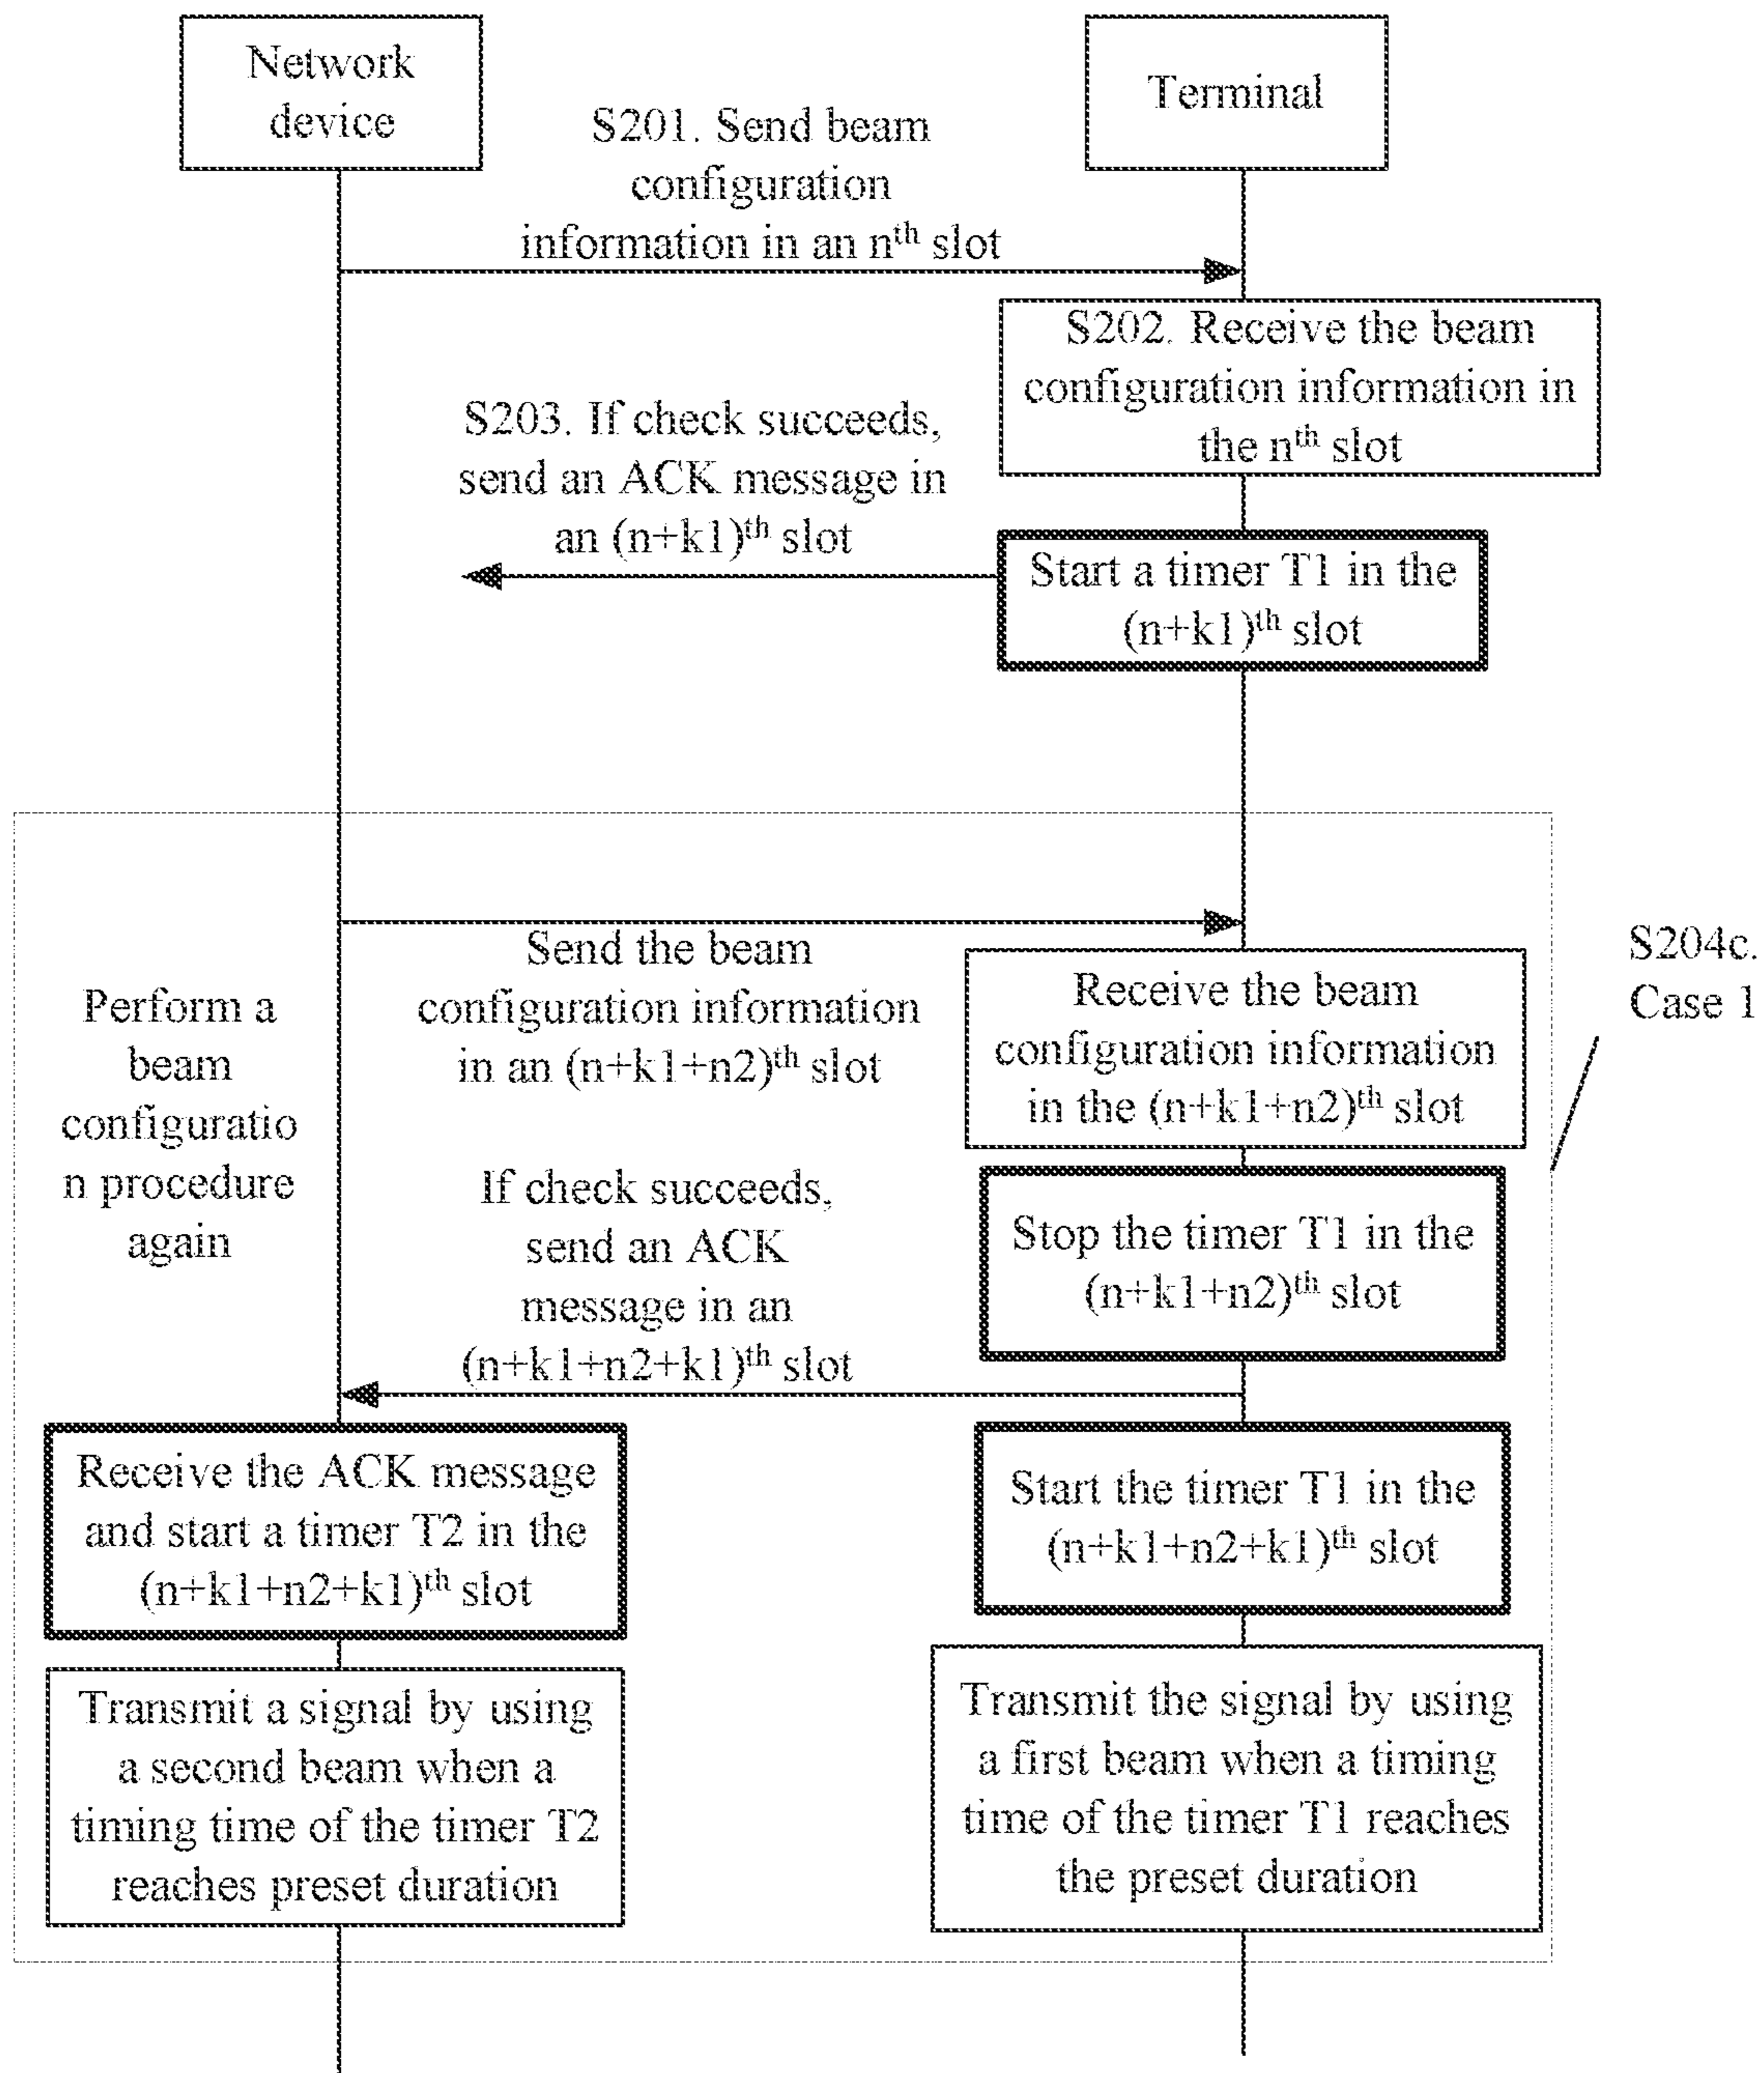 Network
device
Terminal
S201. Send beam
configuration
information in an nth slot
S202. Receive the beam
configuration information in
the nth slot
S203. If check succeeds,
send an ACK message in
an (n+k1)th slot
Start a timer T1 in the
(n+k1)th slot
Perform a
beam
configuratio
n procedure
again
Send the beam
configuration information
in an (n+k1+n2)th slot
Receive the beam
configuration information
in the (n+k1+n2)th slot
S204c.
Case 1
Stop the timer T1 in the
(n+k1+n2)th slot
If check succeeds,
send an ACK
message in an
(n+k1+n2+k1)th slot
Receive the ACK message
and start a timer T2 in the
(n+k1+n2+k1)th slot
Start the timer T1 in the
(n+k1+n2+k1)th slot
Transmit a signal by using
a second beam when a
timing time of the timer T2
reaches preset duration
Transmit the signal by using
a first beam when a timing
time of the timer T1 reaches
the preset duration